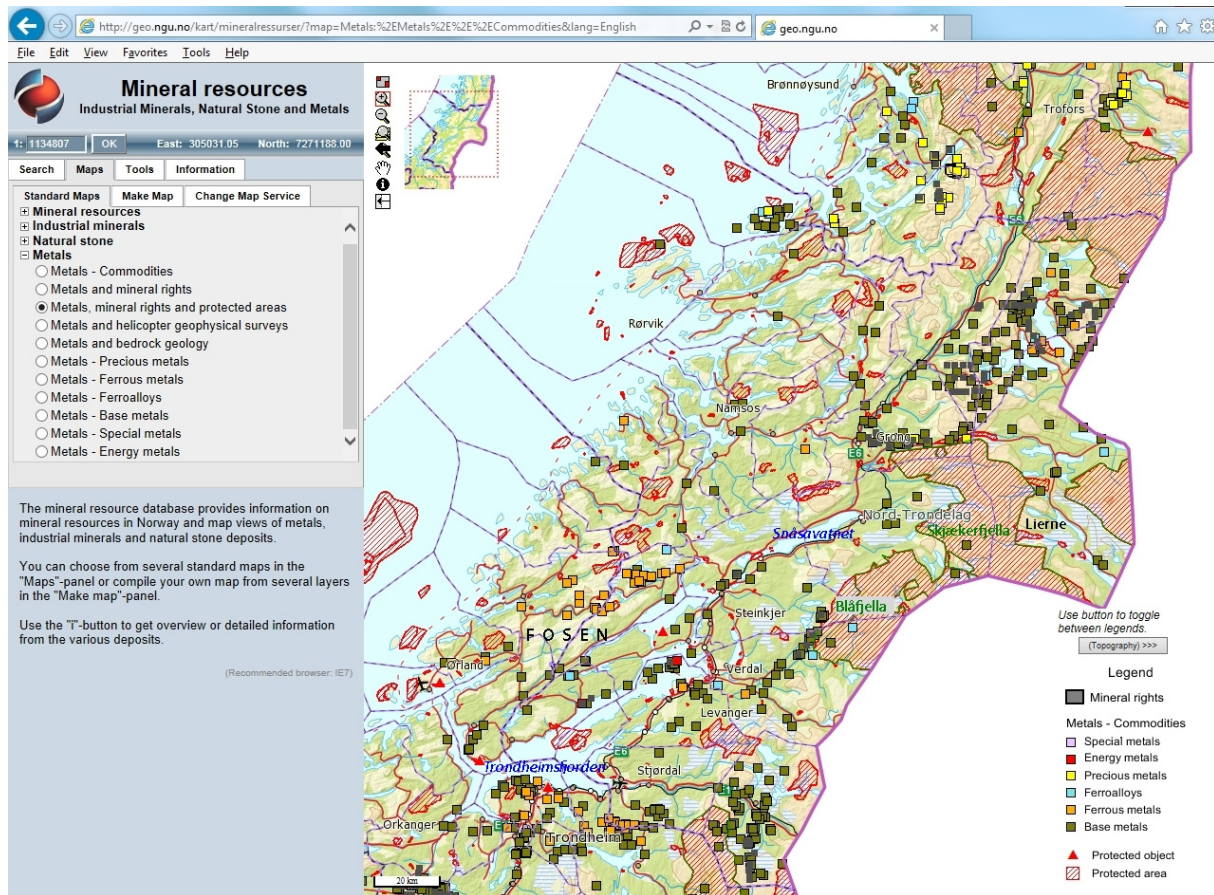 http://geo.ngu.no/kart/mineralressurser/?map=Metals:%2EMetals%2E%2E%2ECommodities&lang=English
geo.ngu.no
File Edit View Favorites Tools Help
Mineral resources
Industrial Minerals, Natural Stone and Metals
1: 1134807 OK East: 305031.05 North: 7271188.00
Search Maps Tools Information
Standard Maps Make Map Change Map Service
Mineral resources
Industrial minerals
Natural stone
Metals
Metals - Commodities
Metals and mineral rights
Metals, mineral rights and protected areas
Metals and helicopter geophysical surveys
Metals and bedrock geology
Metals - Precious metals
Metals - Ferrous metals
Metals - Ferroalloys
Metals - Base metals
Metals - Special metals
Metals - Energy metals
The mineral resource database provides information on
mineral resources in Norway and map views of metals,
industrial minerals and natural stone deposits.
You can choose from several standard maps in the
"Maps"-panel or compile your own map from several layers
in the "Make map"-panel.
Use the "i"-button to get overview or detailed information
from the various deposits.
(Recommended browser: IE7)
Brønnøysund
Trofors
E6
Rørvik
Namsos
Grong
E6
Nord-Trøndelag
Skjækerfjella
Lierne
Snåsavatnet
Blåfjella
Steinkjer
FOSEN
Ørland
Verdal
Levanger
E6
Trondheimsfjorden
Stjørdal
Orkanger
Trondheim
20 km
Use button to toggle
between legends.
(Topography) >>>
Legend
Mineral rights
Metals - Commodities
Special metals
Energy metals
Precious metals
Ferroalloys
Ferrous metals
Base metals
Protected object
Protected area